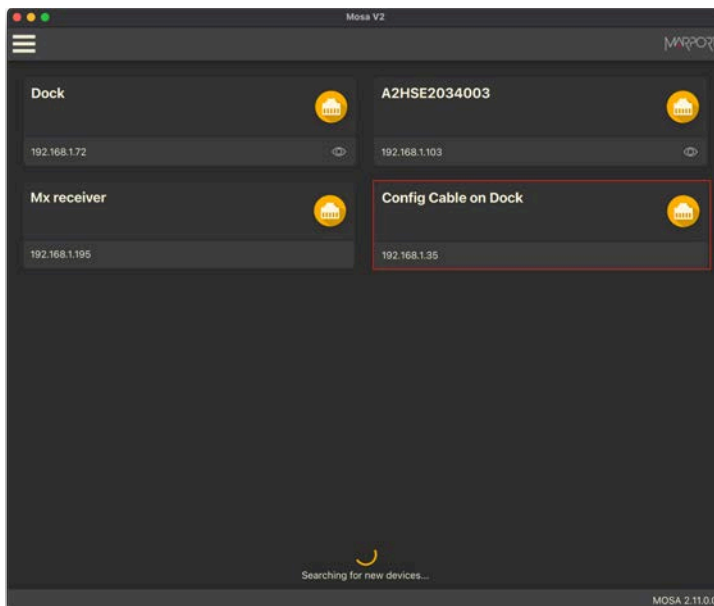 Mosa V2
MARPORT
Dock
192.168.1.72
A2HSE2034003
192.168.1.103
Mx receiver
192.168.1.195
Config Cable on Dock
192.168.1.35
Searching for new devices...
MOSA 2.11.0.0